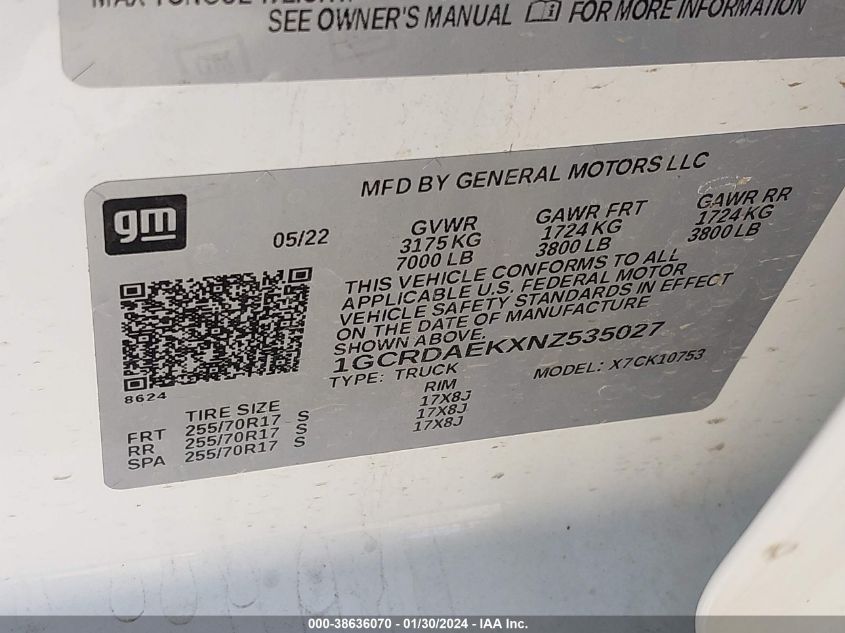 SEE OWNER'S MANUAL FOR MORE INFORMATION
MFD BY GENERAL MOTORS LLC
gm
05/22
GVWR
3175 KG
7000 LB
GAWR FRT
1724 KG
3800 LB
GAWR RR
1724 KG
3800 LB
THIS VEHICLE CONFORMS TO ALL
APPLICABLE U.S. FEDERAL MOTOR
VEHICLE SAFETY STANDARDS IN EFFECT
ON THE DATE OF MANUFACTURE
SHOWN ABOVE.
1GCRDAEKXNZ535027
TYPE: TRUCK
MODEL: X7CK10753
8624
TIRE SIZE RIM
FRT 255/70R17 S 17X8J
RR 255/70R17 S 17X8J
SPA 255/70R17 S 17X8J
000-38636070 - 01/30/2024 - IAA Inc.